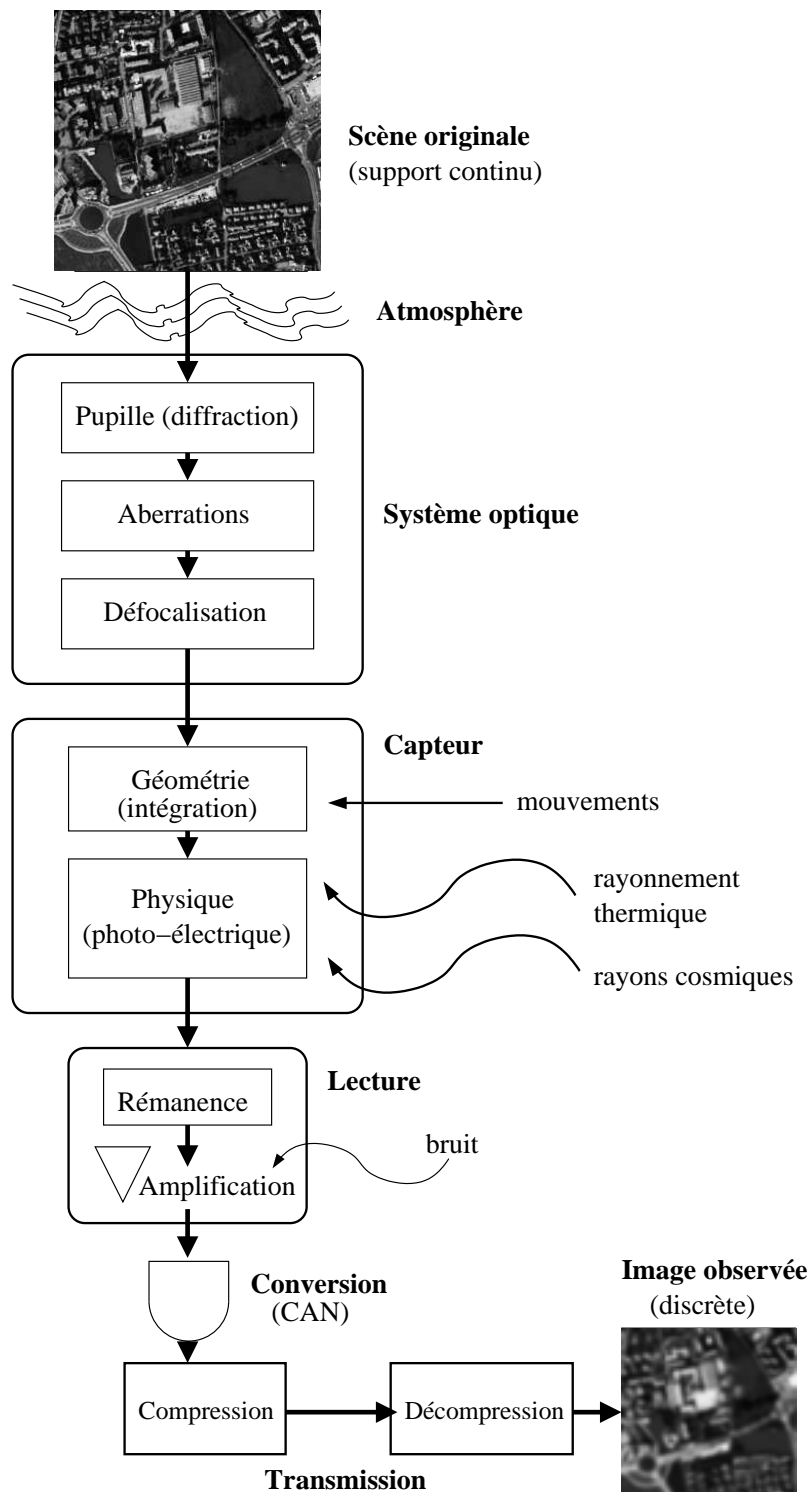 Scène originale
(support continu)
Atmosphère
Pupille (diffraction)
Aberrations
Système optique
Défocalisation
Capteur
Géométrie
(intégration)
mouvements
Physique
(photo−électrique)
rayonnement
thermique
rayons cosmiques
Lecture
Rémanence
bruit
Amplification
Conversion
(CAN)
Image observée
(discrète)
Compression
Décompression
Transmission